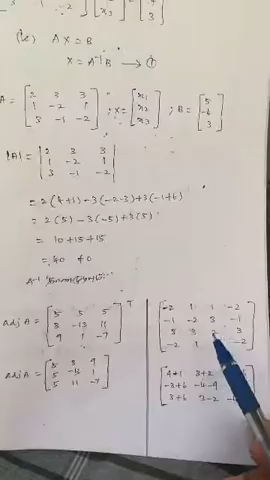 (ie) A X = B
X = A⁻¹ B → ①
A = [2 3 3; 1 -2 1; 3 -1 -2] ; X = [x₁; x₂; x₃] ; B = [5; -4; 3]
|A| = |2 3 3; 1 -2 1; 3 -1 -2|
= 2(4+1) -3(-2-3) +3(-1+6)
= 2(5) -3(-5) +3(5)
= 10+15+15
= 40 ≠0
A⁻¹
Adj A = [5 5 5; 3 -13 11; 9 1 -7]ᵀ
Adj A = [5 3 9; 5 -13 1; 5 11 -7]
-2 1 1 -2
-1 -2 3 -1
3 3 2 3
-2 1 -2
4+1 3+2
-3+6 -4-9
3+6 3-2